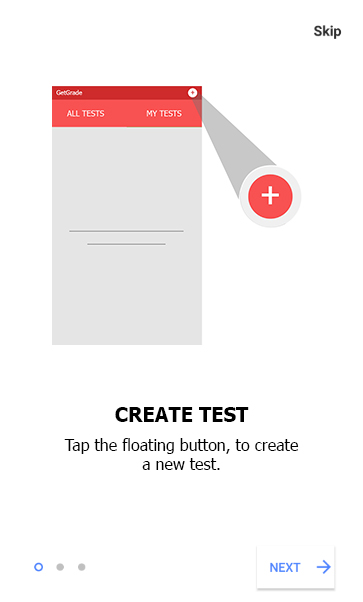 Skip
GetGrade
ALL TESTS MY TESTS
CREATE TEST
Tap the floating button, to create
a new test.
NEXT